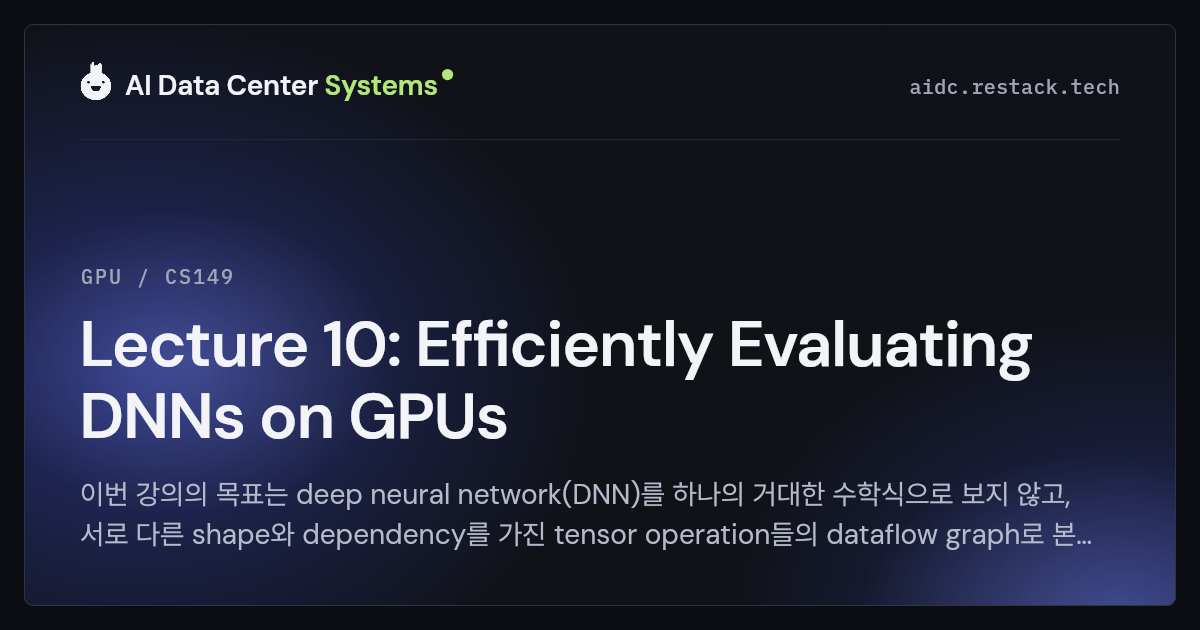 AI Data Center Systems
aidc.restack.tech
GPU / CS149
Lecture 10: Efficiently Evaluating
DNNs on GPUs
이번 강의의 목표는 deep neural network(DNN)를 하나의 거대한 수학식으로 보지 않고,
서로 다른 shape와 dependency를 가진 tensor operation들의 dataflow graph로 본…